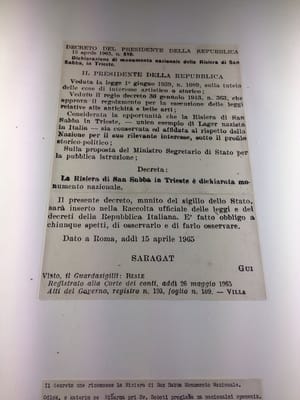 DECRETO DEL PRESIDENTE DELLA REPUBBLICA
15 aprile 1965, n. 510.
Dichiarazione di monumento nazionale della Risiera di San
Sabba, in Trieste.
IL PRESIDENTE DELLA REPUBBLICA
Veduta la legge 1° giugno 1939, n. 1089, sulla tutela
delle cose di interesse artistico o storico;
Veduto il regio decreto 30 gennaio 1913, n. 363, che
approva il regolamento per la esecuzione delle leggi
relative alle antichità e belle arti;
Considerata la opportunità che la Risiera di San
Sabba in Trieste, — unico esempio di Lager nazista
in Italia — sia conservata ed affidata al rispetto della
Nazione per il suo rilevante interesse, sotto il profilo
storico politico;
Sulla proposta del Ministro Segretario di Stato per
la pubblica istruzione;
Decreta:
La Risiera di San Sabba in Trieste è dichiarata mo-
numento nazionale.
Il presente decreto, munito del sigillo dello Stato,
sarà inserto nella Raccolta ufficiale delle leggi e dei
decreti della Repubblica Italiana. E' fatto obbligo a
chiunque spetti, di osservarlo e di farlo osservare.
Dato a Roma, addì 15 aprile 1965
SARAGAT
GUI
Visto, il Guardasigilli: REALE
Registrato alla Corte dei conti, addì 26 maggio 1965
Atti del Governo, registro n. 193, foglio n. 109. — VILLA
Il decreto che riconosce la Risiera di San Sabba Monumento Nazionale.